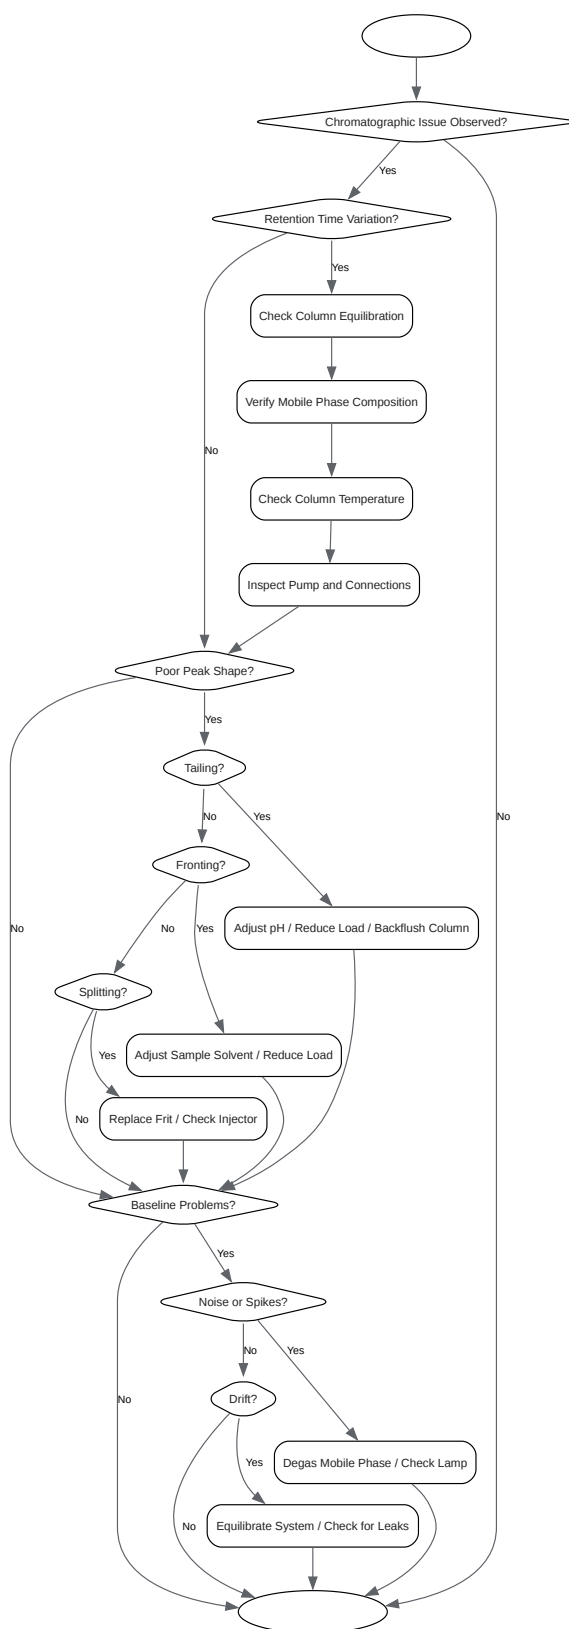 Chromatographic Issue Observed?
Yes
Retention Time Variation?
Yes
Check Column Equilibration
Verify Mobile Phase Composition
No
Check Column Temperature
Inspect Pump and Connections
Poor Peak Shape?
Yes
Tailing?
No
Yes
No
Fronting?
No
No
Yes
Adjust pH / Reduce Load / Backflush Column
Splitting?
Adjust Sample Solvent / Reduce Load
Yes
No
Replace Frit / Check Injector
Baseline Problems?
Yes
Noise or Spikes?
No
Yes
No
Drift?
Yes
Degas Mobile Phase / Check Lamp
No
Equilibrate System / Check for Leaks